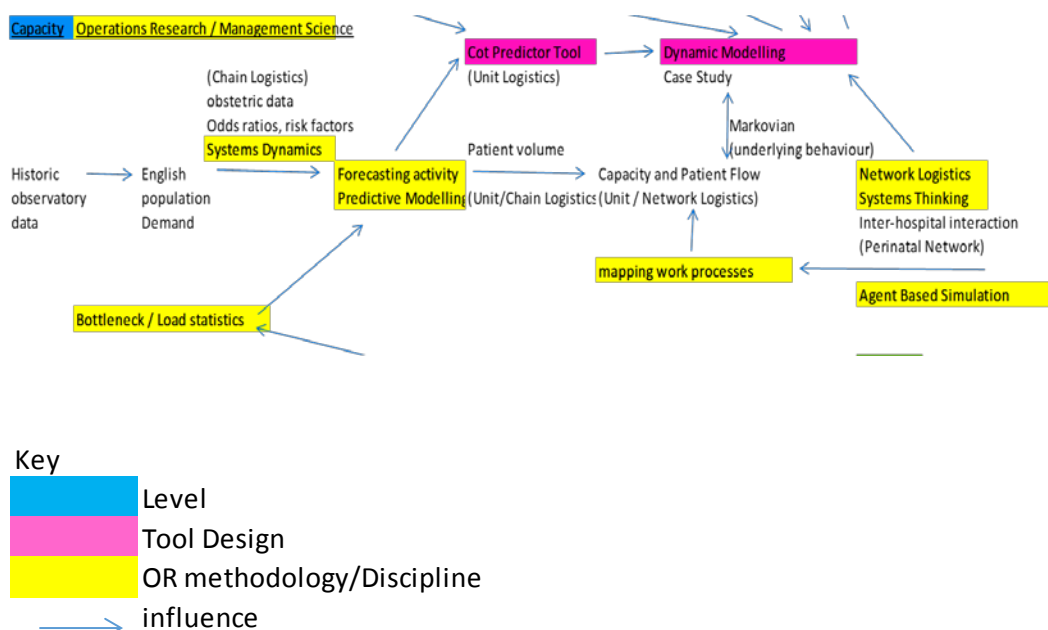 Capacity Operations Research / Management Science
Cot Predictor Tool
(Unit Logistics)
Dynamic Modelling
Case Study
(Chain Logistics)
obstetric data
Odds ratios, risk factors
Systems Dynamics
Historic
observatory
data
English
population
Demand
Forecasting activity
Predictive Modelling
Patient volume
(Unit/Chain Logistics
Markovian
(underlying behaviour)
Capacity and Patient Flow
(Unit / Network Logistics)
Network Logistics
Systems Thinking
Inter-hospital interaction
(Perinatal Network)
mapping work processes
Agent Based Simulation
Bottleneck / Load statistics
Key
Level
Tool Design
OR methodology/Discipline
influence